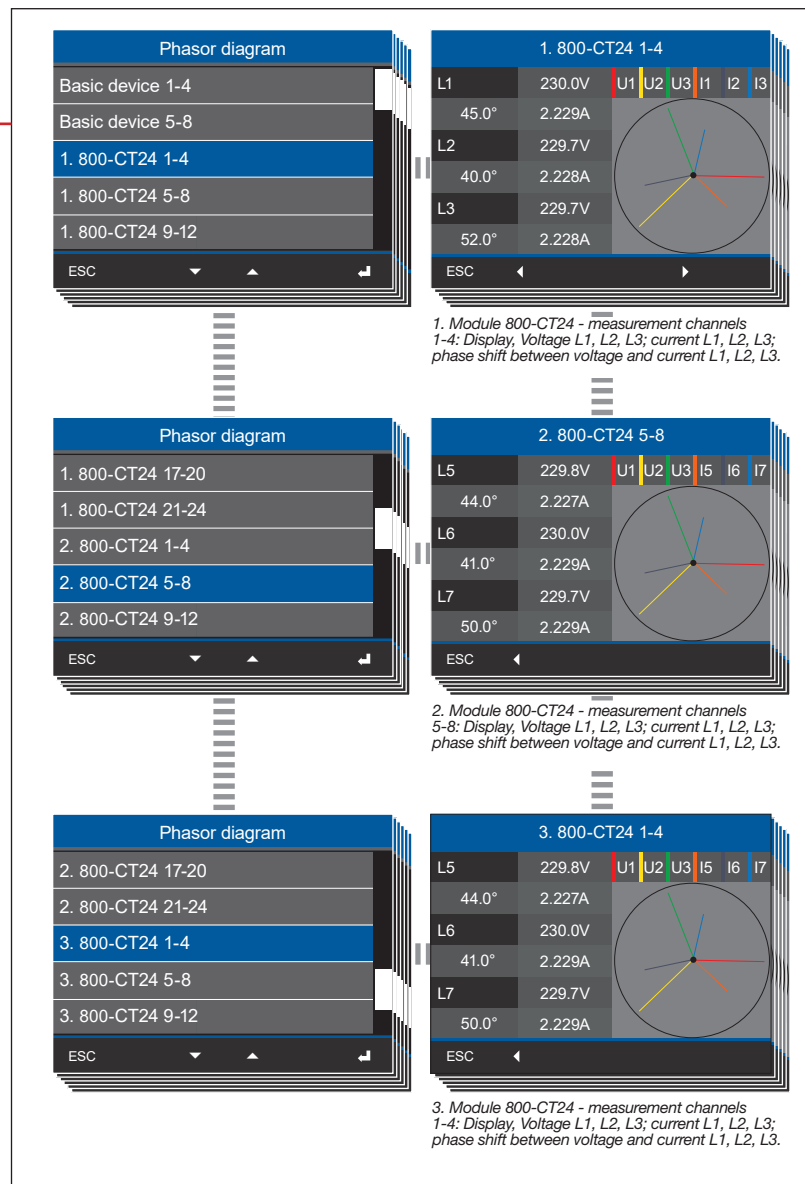 Phasor diagram
Basic device 1-4
Basic device 5-8
1. 800-CT24 1-4
1. 800-CT24 5-8
1. 800-CT24 9-12
ESC
1. 800-CT24 1-4
L1 230.0V U1 U2 U3 I1 I2 I3
45.0° 2.229A
L2 229.7V
40.0° 2.228A
L3 229.7V
52.0° 2.228A
ESC
1. Module 800-CT24 - measurement channels
1-4: Display, Voltage L1, L2, L3; current L1, L2, L3;
phase shift between voltage and current L1, L2, L3.
Phasor diagram
1. 800-CT24 17-20
1. 800-CT24 21-24
2. 800-CT24 1-4
2. 800-CT24 5-8
2. 800-CT24 9-12
ESC
2. 800-CT24 5-8
L5 229.8V U1 U2 U3 I5 I6 I7
44.0° 2.227A
L6 230.0V
41.0° 2.229A
L7 229.7V
50.0° 2.229A
ESC
2. Module 800-CT24 - measurement channels
5-8: Display, Voltage L1, L2, L3; current L1, L2, L3;
phase shift between voltage and current L1, L2, L3.
Phasor diagram
2. 800-CT24 17-20
2. 800-CT24 21-24
3. 800-CT24 1-4
3. 800-CT24 5-8
3. 800-CT24 9-12
ESC
3. 800-CT24 1-4
L5 229.8V U1 U2 U3 I5 I6 I7
44.0° 2.227A
L6 230.0V
41.0° 2.229A
L7 229.7V
50.0° 2.229A
ESC
3. Module 800-CT24 - measurement channels
1-4: Display, Voltage L1, L2, L3; current L1, L2, L3;
phase shift between voltage and current L1, L2, L3.